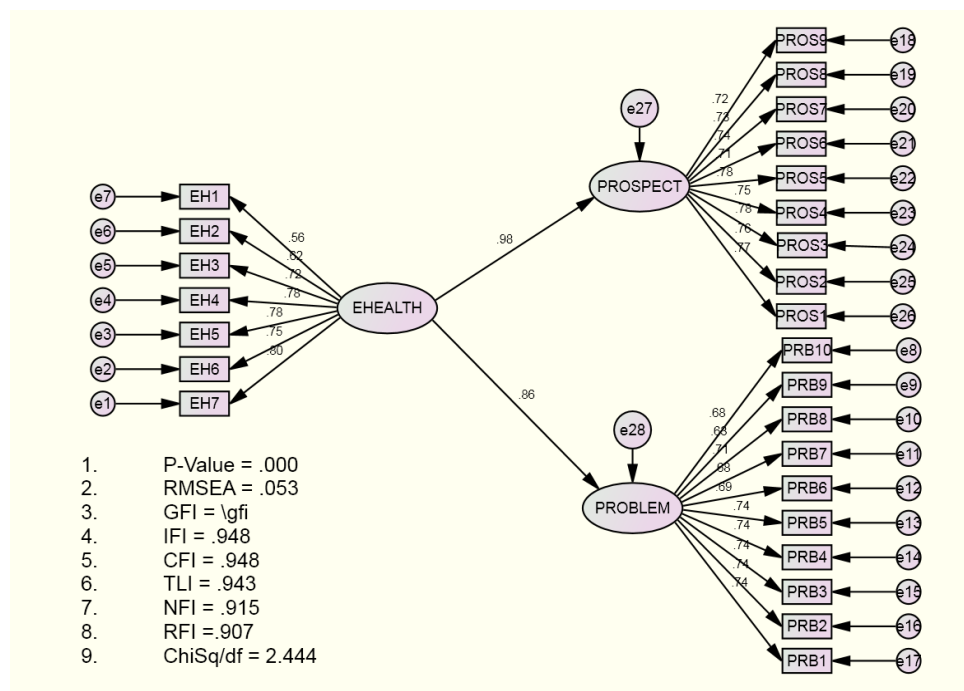 e7
EH1
.56
e6
EH2
.62
e5
EH3
.72
e4
EH4
.78
e3
EH5
.78
e2
EH6
.75
e1
EH7
.80
EHEALTH
.98
.86
e27
PROSPECT
e28
PROBLEM
.72
PROS9
e18
.73
PROS8
e19
.74
PROS7
e20
.71
PROS6
e21
.78
PROS5
e22
.75
PROS4
e23
.78
PROS3
e24
.76
PROS2
e25
.77
PROS1
e26
.68
PRB10
e8
.68
PRB9
e9
.71
PRB8
e10
.68
PRB7
e11
.69
PRB6
e12
.74
PRB5
e13
.74
PRB4
e14
.74
PRB3
e15
.74
PRB2
e16
.74
PRB1
e17
1. P-Value = .000
2. RMSEA = .053
3. GFI = \gfi
4. IFI = .948
5. CFI = .948
6. TLI = .943
7. NFI = .915
8. RFI =.907
9. ChiSq/df = 2.444